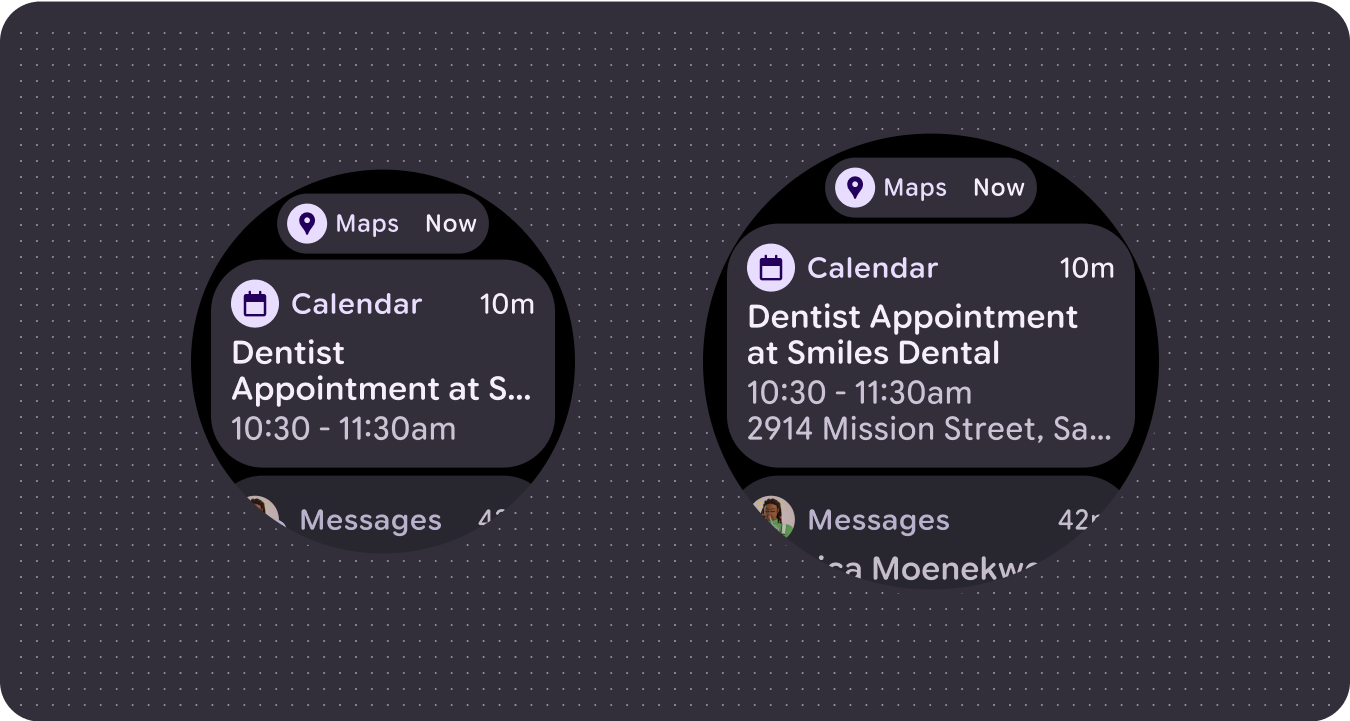 Maps Now
Calendar 10m
Dentist
Appointment at S...
10:30 - 11:30am
Messages
Maps Now
Calendar 10m
Dentist Appointment
at Smiles Dental
10:30 - 11:30am
2914 Mission Street, Sa...
Messages